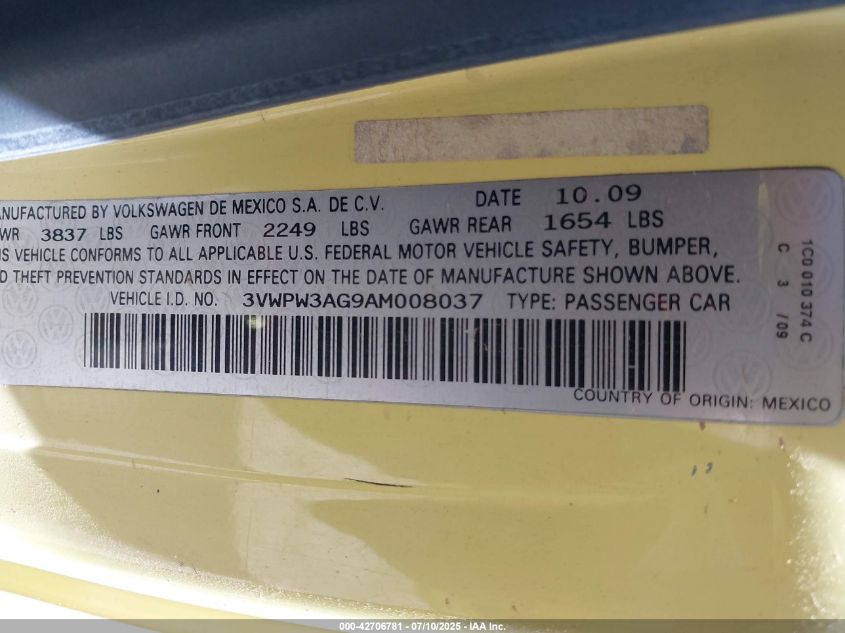 ANUFACTURED BY VOLKSWAGEN DE MEXICO S.A. DE C.V. DATE 10.09
WR 3837 LBS GAWR FRONT 2249 LBS GAWR REAR 1654 LBS
IS VEHICLE CONFORMS TO ALL APPLICABLE U.S. FEDERAL MOTOR VEHICLE SAFETY, BUMPER,
D THEFT PREVENTION STANDARDS IN EFFECT ON THE DATE OF MANUFACTURE SHOWN ABOVE.
VEHICLE I.D. NO. 3VWPW3AG9AM008037 TYPE: PASSENGER CAR
COUNTRY OF ORIGIN: MEXICO
1C0 010 374 C
C 3 /09
000-42706781 - 07/10/2025 - IAA Inc.